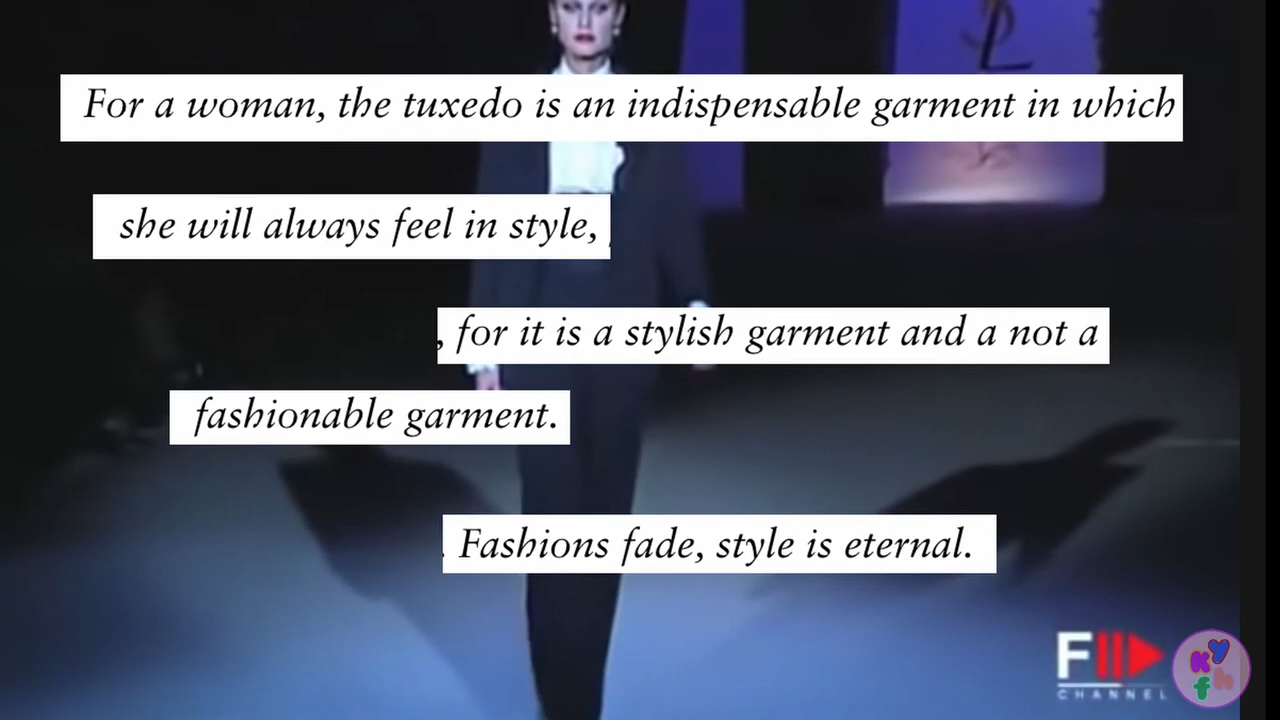 YSL
For a woman, the tuxedo is an indispensable garment in which
she will always feel in style,
, for it is a stylish garment and a not a
fashionable garment.
. Fashions fade, style is eternal.
F
CHANNEL
K y f h